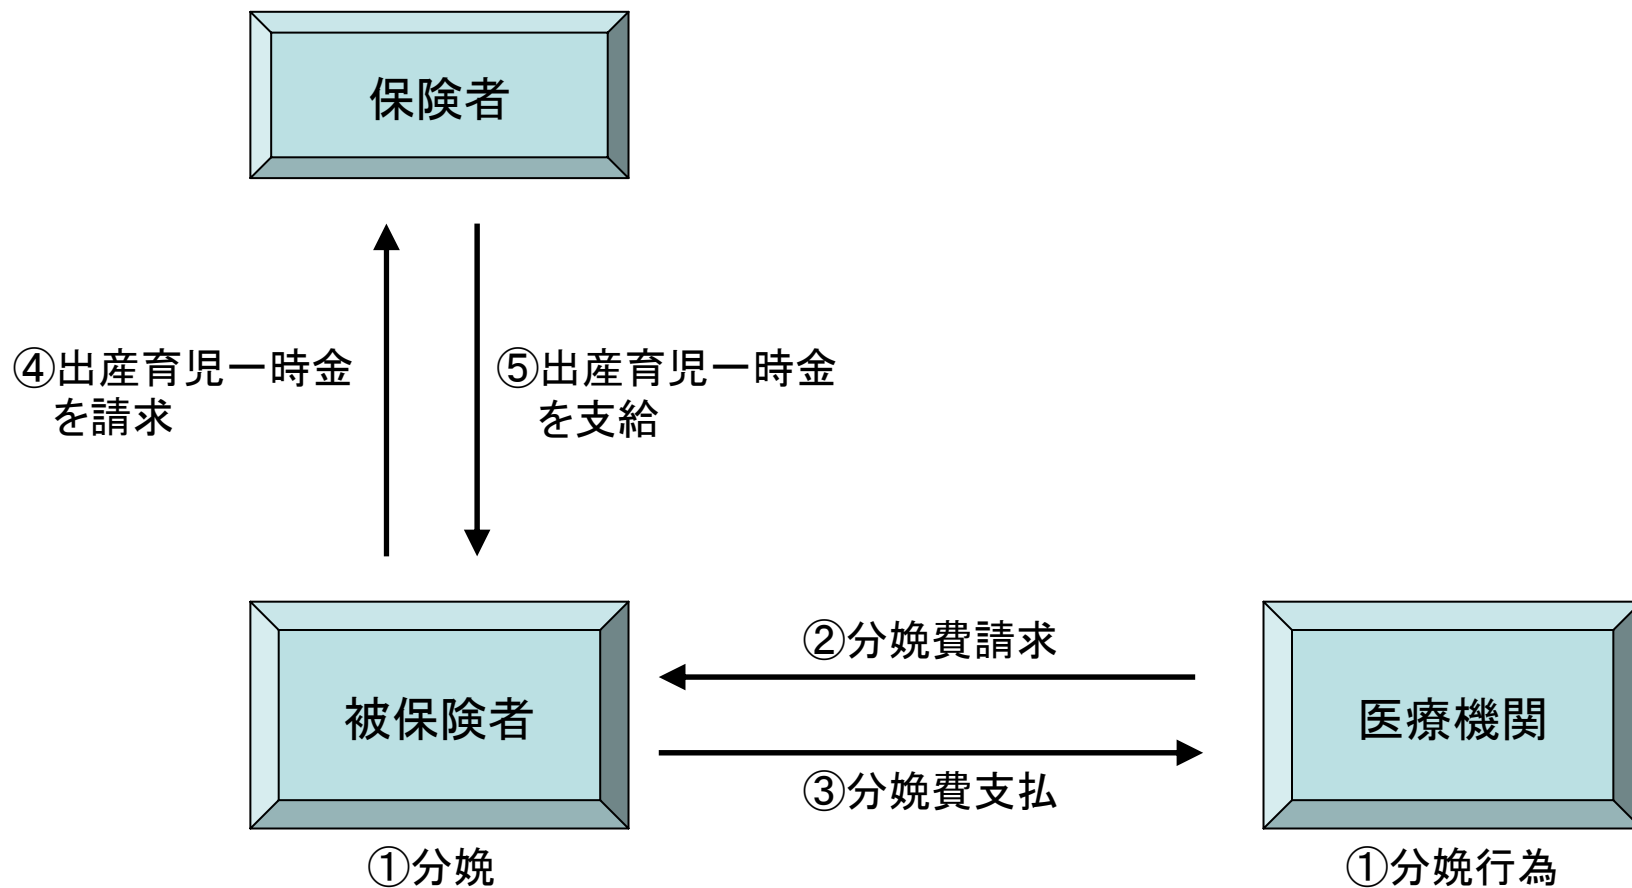 保険者
④出産育児一時金
を請求
⑤出産育児一時金
を支給
②分娩費請求
被保険者
医療機関
③分娩費支払
①分娩
①分娩行為